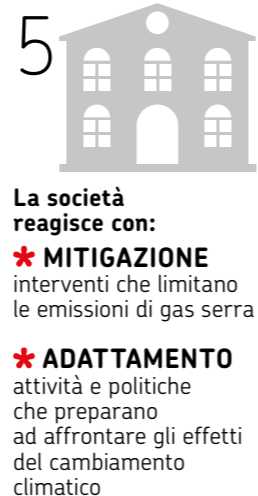 5
La società
reagisce con:
* MITIGAZIONE
interventi che limitano
le emissioni di gas serra
* ADATTAMENTO
attività e politiche
che preparano
ad affrontare gli effetti
del cambiamento
climatico